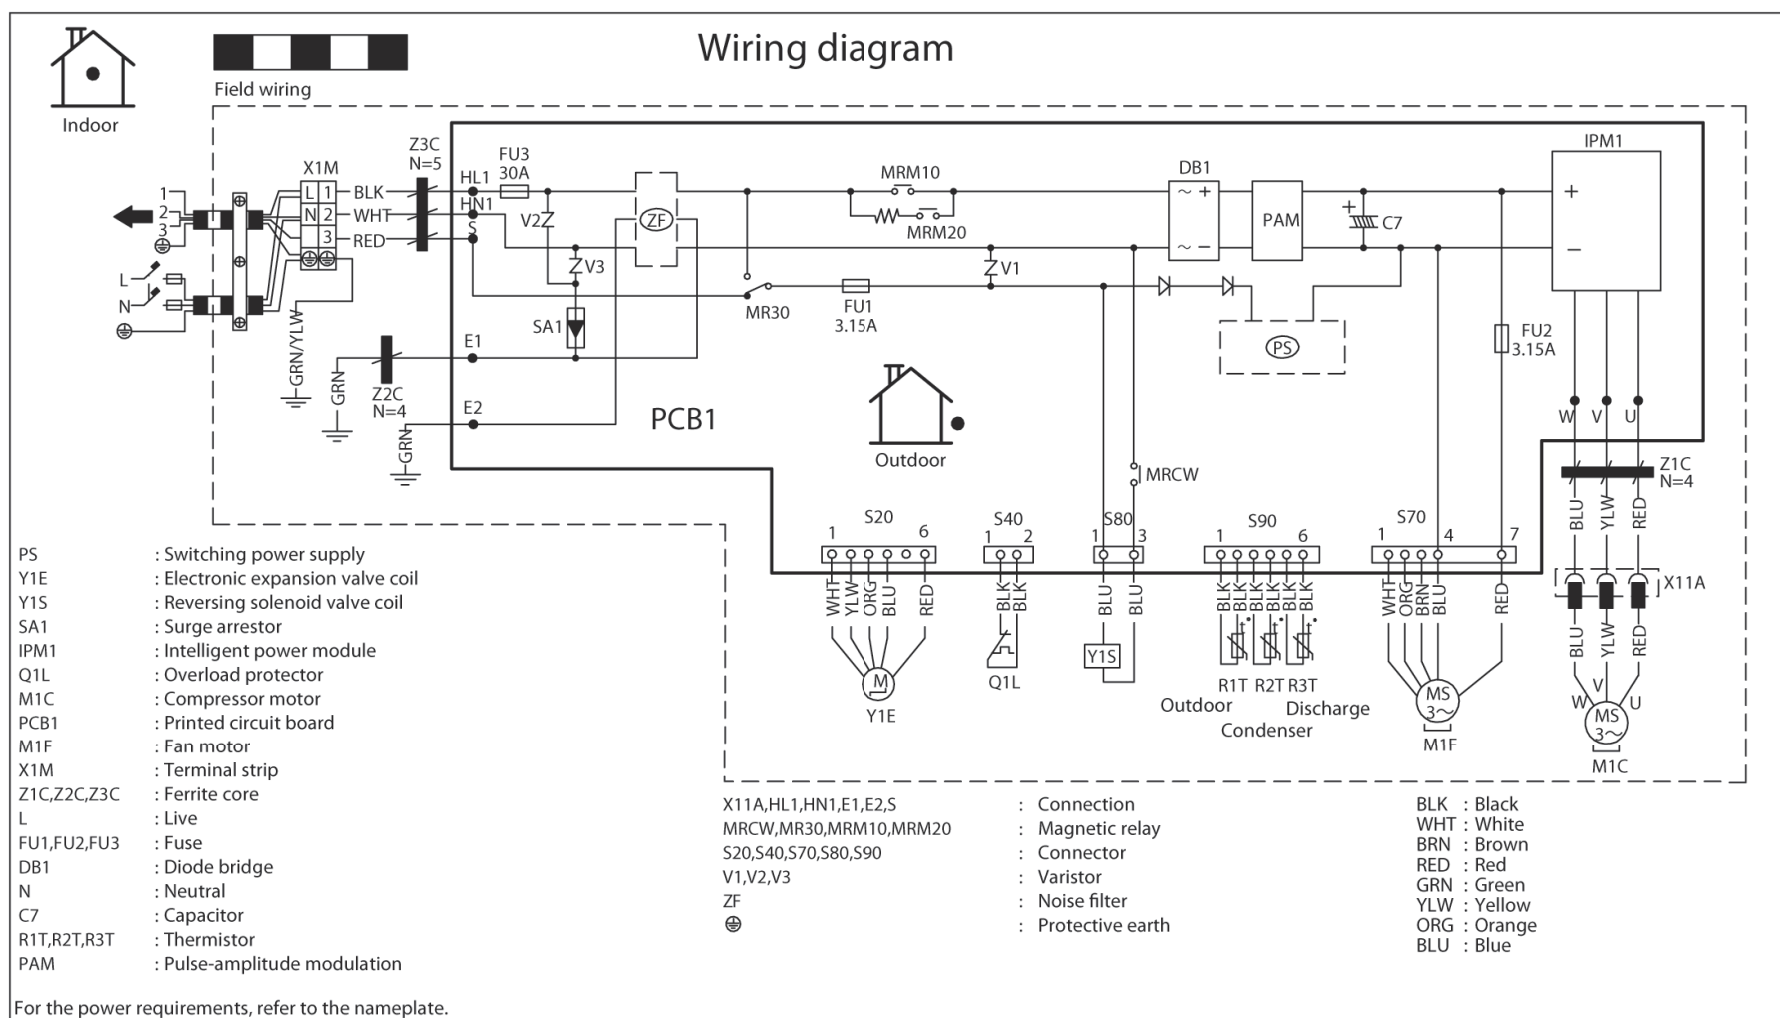 Wiring diagram
Field wiring
Indoor
Z3C
N=5
X1M
L 1 BLK
N 2 WHT
3 RED
1
2
3
L
N
HL1
HN1
S
FU3
30A
V2
V3
ZF
SA1
MRM10
MRM20
MR30
FU1
3.15A
V1
DB1
~ +
~ −
PAM
+
C7
PS
IPM1
+
−
FU2
3.15A
W V U
E1
E2
GRN/YLW
GRN
Z2C
N=4
GRN
PCB1
Outdoor
MRCW
Z1C
N=4
BLU YLW RED
X11A
BLU YLW RED
W V U
MS
3~
M1C
S20
1 6
WHT YLW ORG BLU RED
M
Y1E
S40
1 2
BLK BLK
Q1L
S80
1 3
BLU BLU
Y1S
S90
1 6
BLK BLK BLK BLK BLK BLK
t° t° t°
R1T R2T R3T
Outdoor
Condenser
Discharge
S70
1 4 7
WHT ORG BRN BLU RED
MS
3~
M1F
PS : Switching power supply
Y1E : Electronic expansion valve coil
Y1S : Reversing solenoid valve coil
SA1 : Surge arrestor
IPM1 : Intelligent power module
Q1L : Overload protector
M1C : Compressor motor
PCB1 : Printed circuit board
M1F : Fan motor
X1M : Terminal strip
Z1C,Z2C,Z3C : Ferrite core
L : Live
FU1,FU2,FU3 : Fuse
DB1 : Diode bridge
N : Neutral
C7 : Capacitor
R1T,R2T,R3T : Thermistor
PAM : Pulse-amplitude modulation
X11A,HL1,HN1,E1,E2,S : Connection
MRCW,MR30,MRM10,MRM20 : Magnetic relay
S20,S40,S70,S80,S90 : Connector
V1,V2,V3 : Varistor
ZF : Noise filter
: Protective earth
BLK : Black
WHT : White
BRN : Brown
RED : Red
GRN : Green
YLW : Yellow
ORG : Orange
BLU : Blue
For the power requirements, refer to the nameplate.